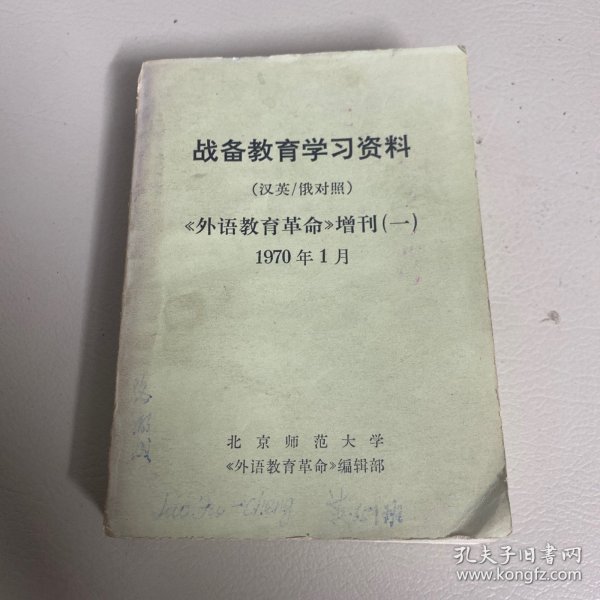 战备教育学习资料
(汉英/俄对照)
《外语教育革命》增刊(一)
1970年1月
北京师范大学
《外语教育革命》编辑部
孔夫子旧书网
www.kongfz.com